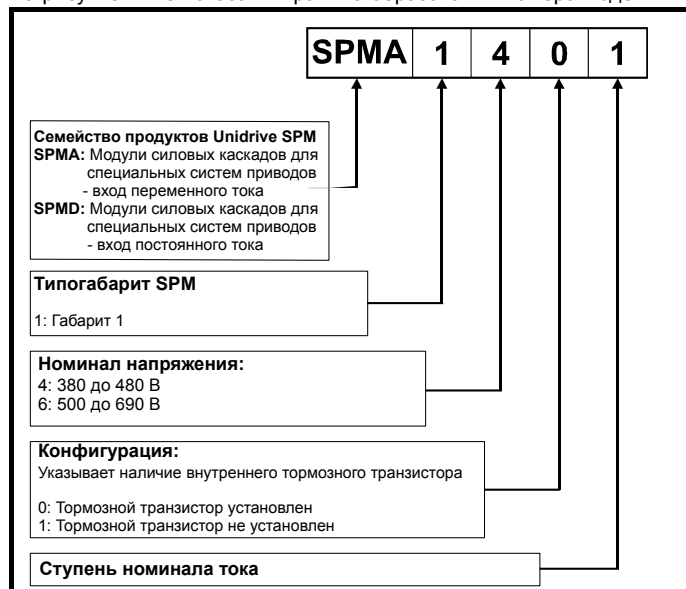 SPMA 1 4 0 1
Семейство продуктов Unidrive SPM
SPMA: Модули силовых каскадов для
специальных систем приводов
- вход переменного тока
SPMD: Модули силовых каскадов для
специальных систем приводов
- вход постоянного тока
Типогабарит SPM
1: Габарит 1
Номинал напряжения:
4: 380 до 480 В
6: 500 до 690 В
Конфигурация:
Указывает наличие внутреннего тормозного транзистора
0: Тормозной транзистор установлен
1: Тормозной транзистор не установлен
Ступень номинала тока